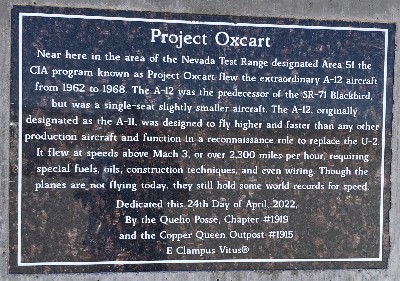 Project Oxcart
Near here in the area of the Nevada Test Range designated Area 51 the
CIA program known as Project Oxcart flew the extraordinary A-12 aircraft
from 1962 to 1968. The A-12 was the predecessor of the SR-71 Blackbird,
but was a single-seat slightly smaller aircraft. The A-12, originally
designated as the A-11, was designed to fly higher and faster than any other
production aircraft and function in a reconnaissance role to replace the U-2.
It flew at speeds above Mach 3, or over 2,300 miles per hour, requiring
special fuels, oils, construction techniques, and even wiring. Though the
planes are not flying today, they still hold some world records for speed.
Dedicated this 24th Day of April, 2022,
By the Queho Posse, Chapter #1919
and the Copper Queen Outpost #1915
E Clampus Vitus®